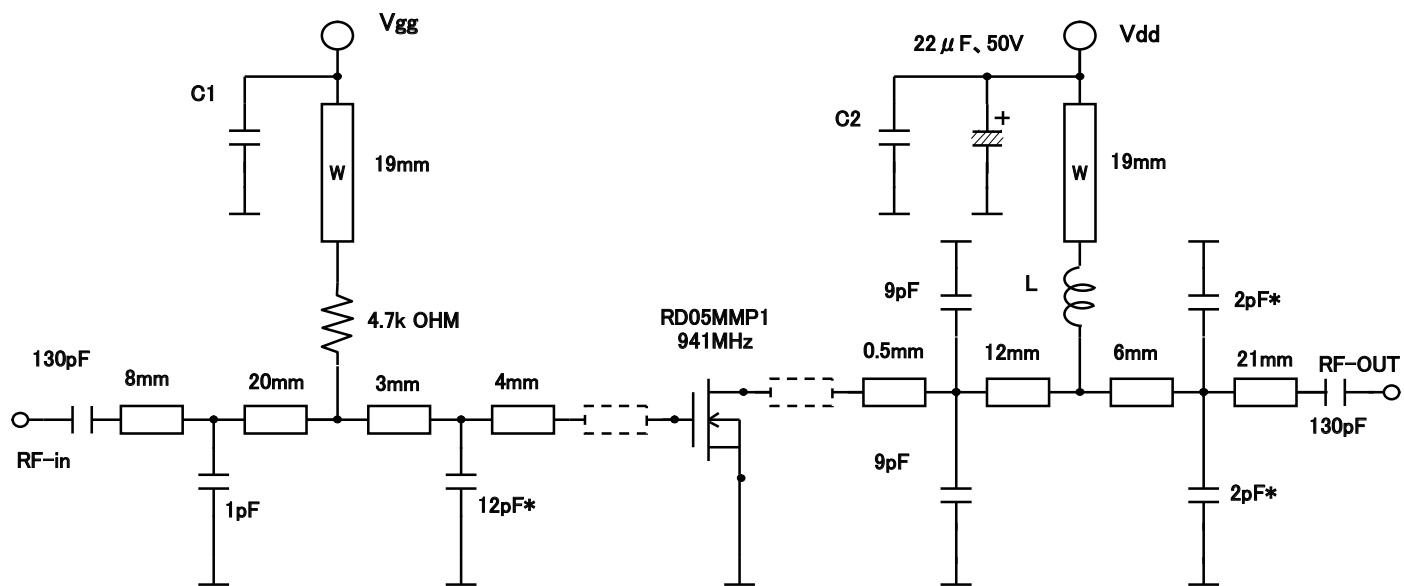 Vgg
22μF、50V
Vdd
C1
C2
+
W
19mm
W
19mm
4.7k OHM
9pF
L
2pF*
RD05MMP1
941MHz
130pF
8mm
20mm
3mm
4mm
0.5mm
12mm
6mm
21mm
RF-OUT
RF-in
130pF
1pF
12pF*
9pF
2pF*